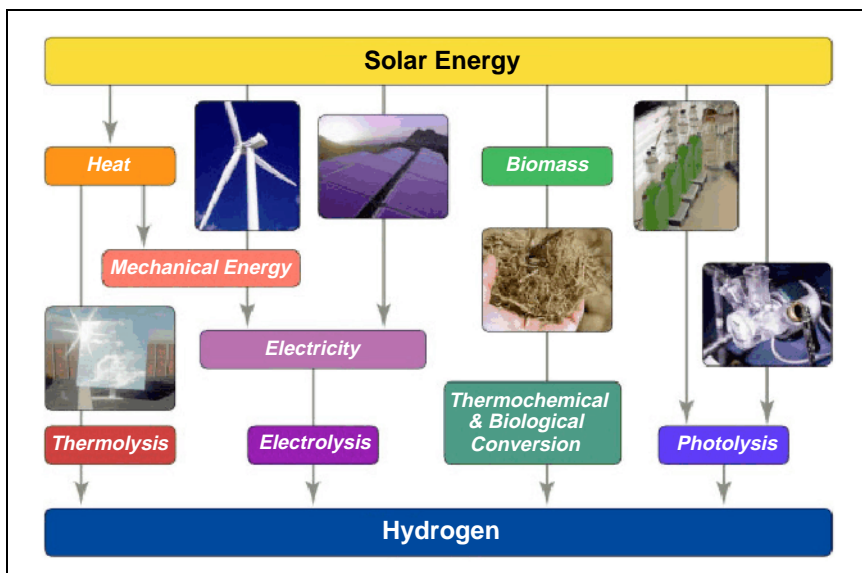 Solar Energy
Heat
Biomass
Mechanical Energy
Electricity
Thermochemical
& Biological
Conversion
Thermolysis
Electrolysis
Photolysis
Hydrogen